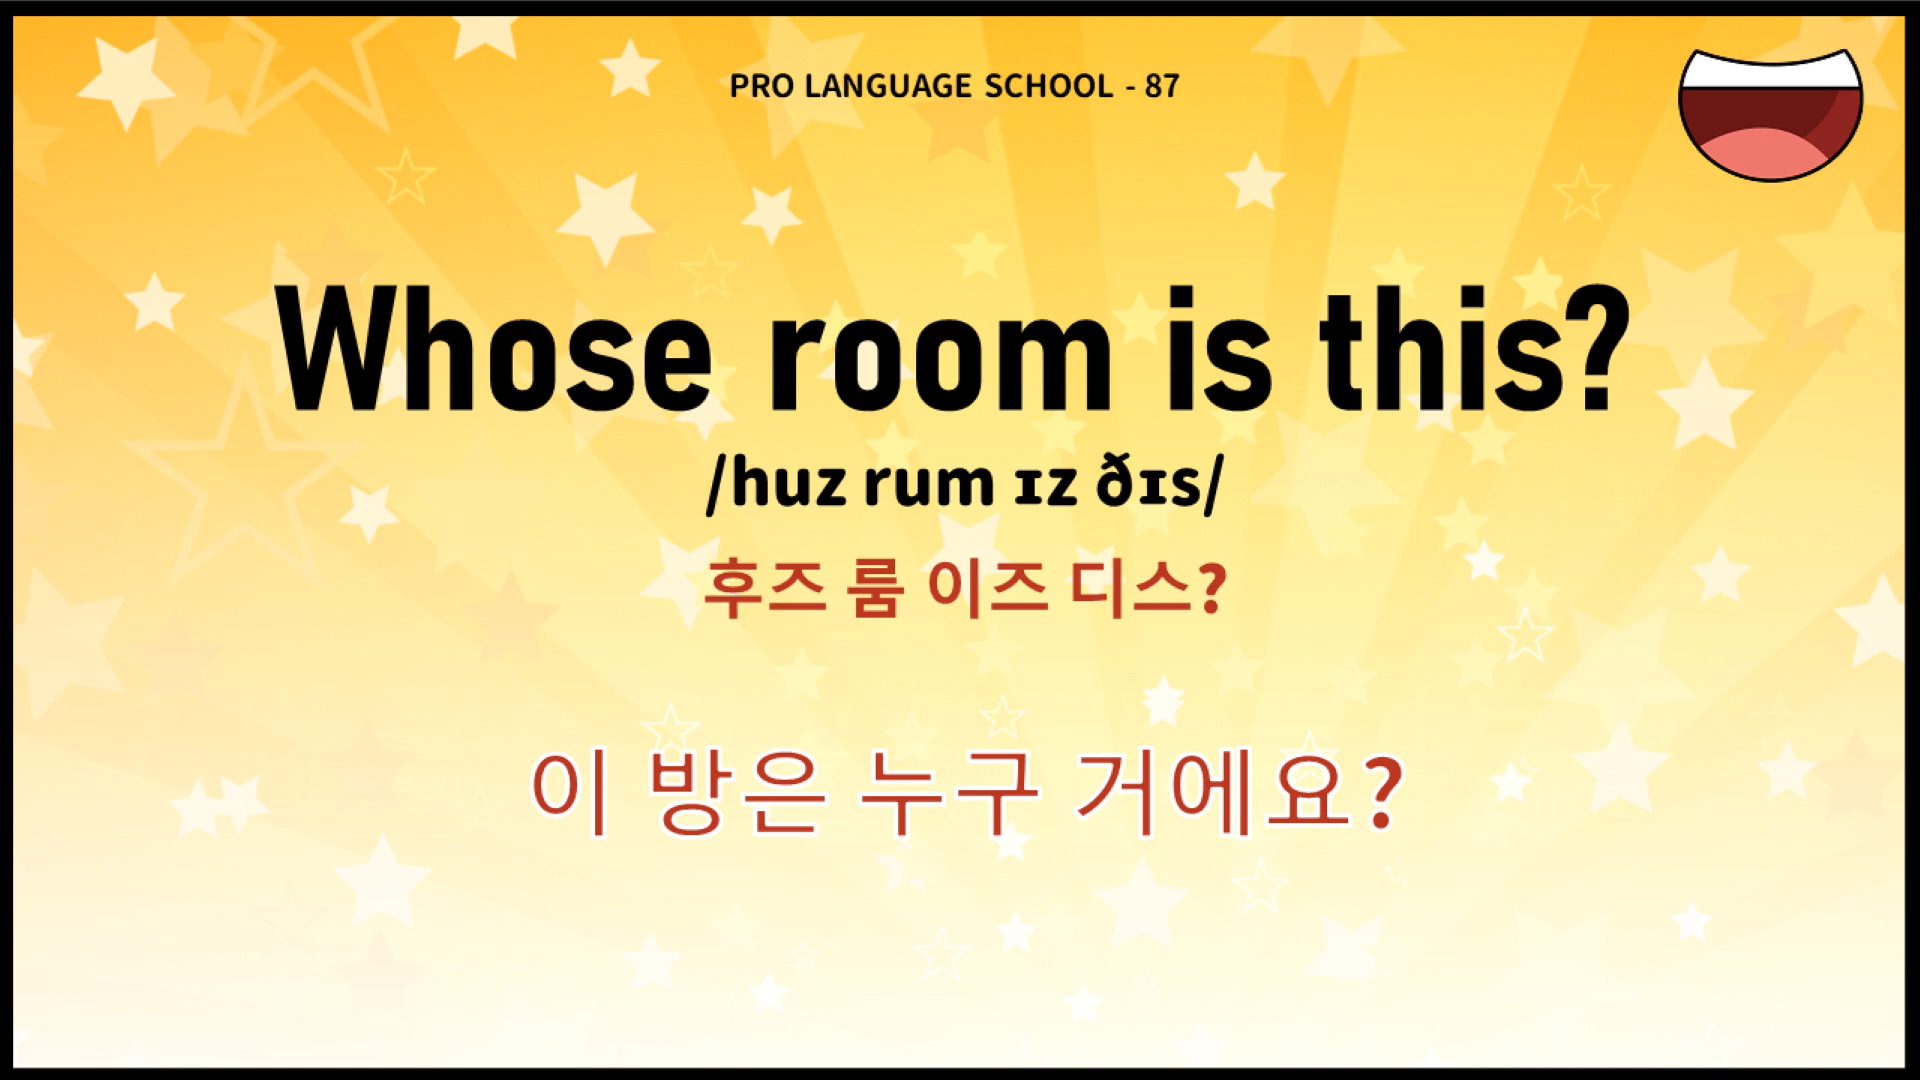 PRO LANGUAGE SCHOOL - 87
Whose room is this?
/huz rum ɪz ðɪs/
후즈 룸 이즈 디스?
이 방은 누구 거에요?